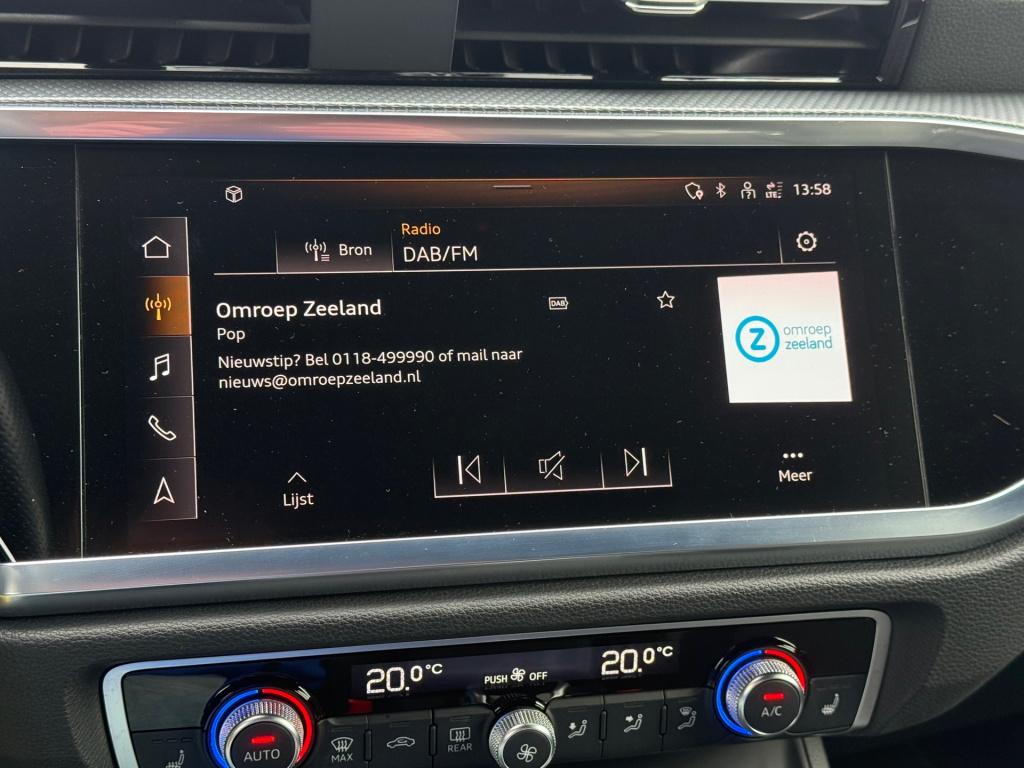 13:58
LTE
Radio
Bron
DAB/FM
Omroep Zeeland
DAB
Pop
Nieuwstip? Bel 0118-499990 of mail naar
nieuws@omroepzeeland.nl
Z omroep
zeeland
Lijst
Meer
20.0°C
PUSH OFF
20.0°C
AUTO
MAX
REAR
A/C